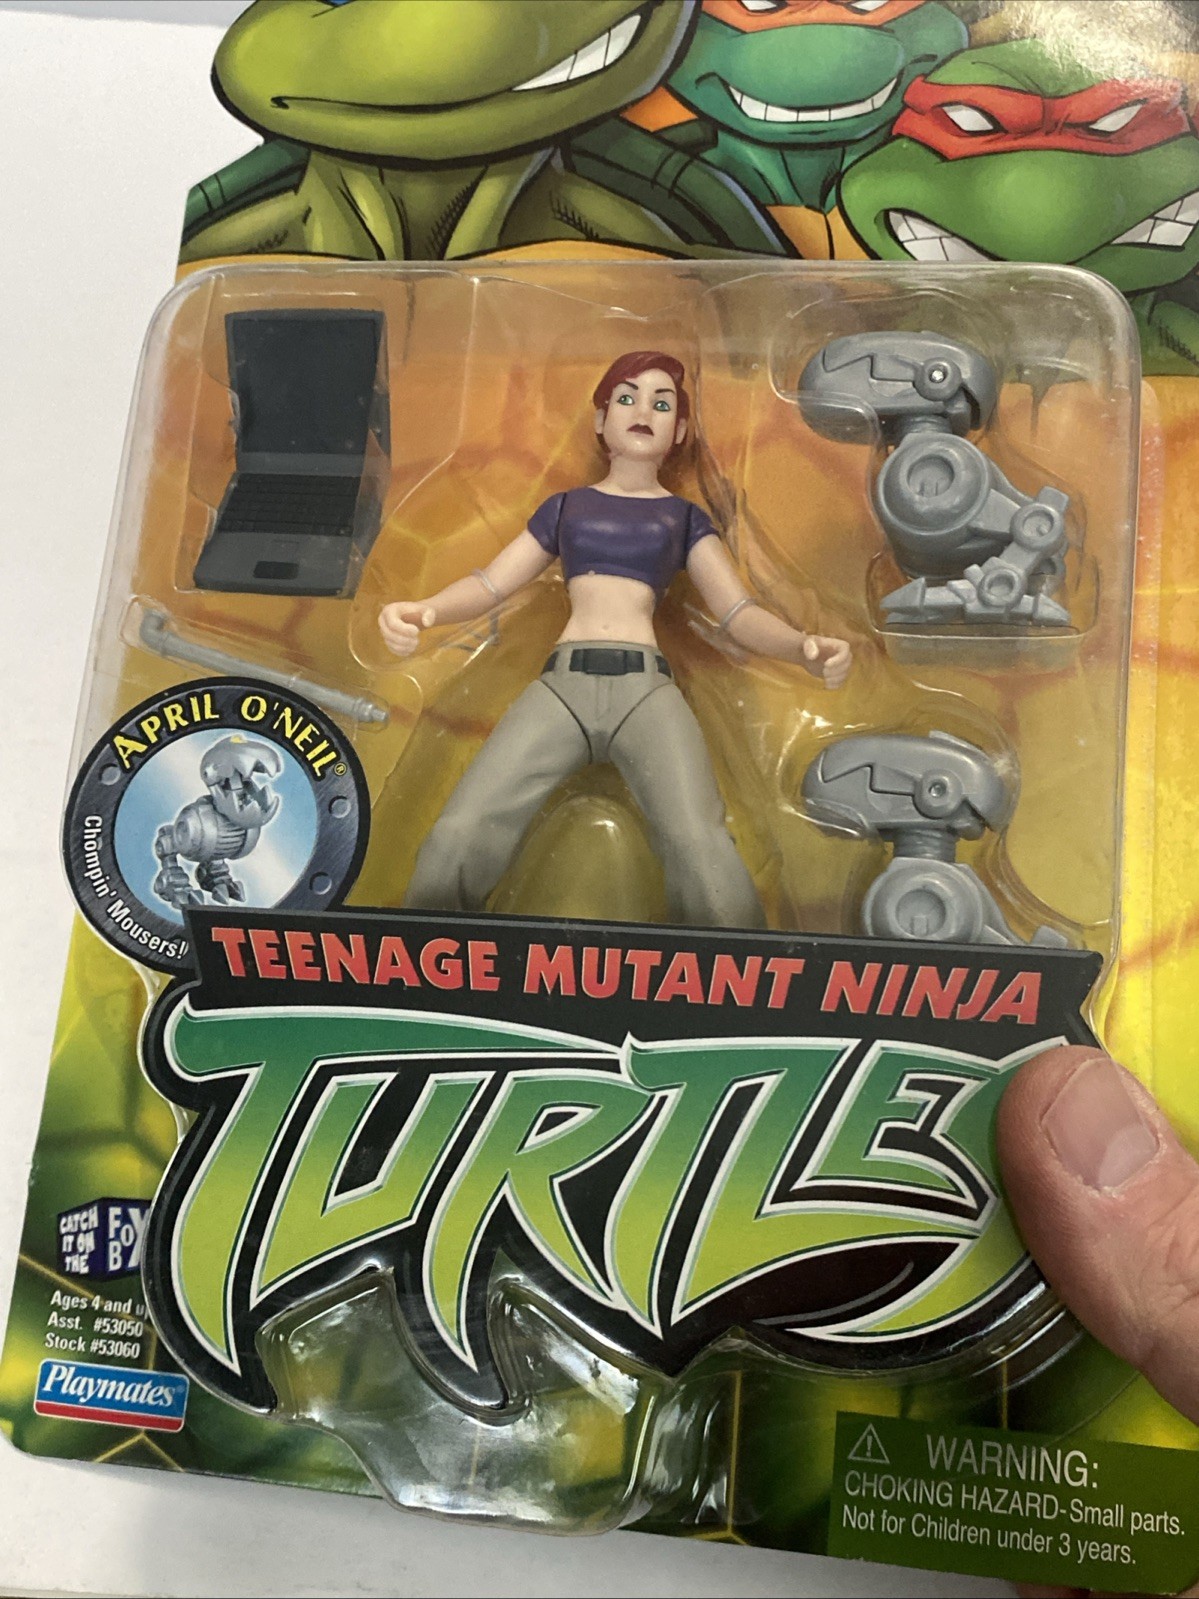 APRIL O'NEIL®
Chompin' Mousers!
TEENAGE MUTANT NINJA
TURTLES
CATCH
IT ON
THE
FOX
BOX
Ages 4 and u
Asst. #53050
Stock #53060
Playmates®
WARNING:
CHOKING HAZARD-Small parts.
Not for Children under 3 years.